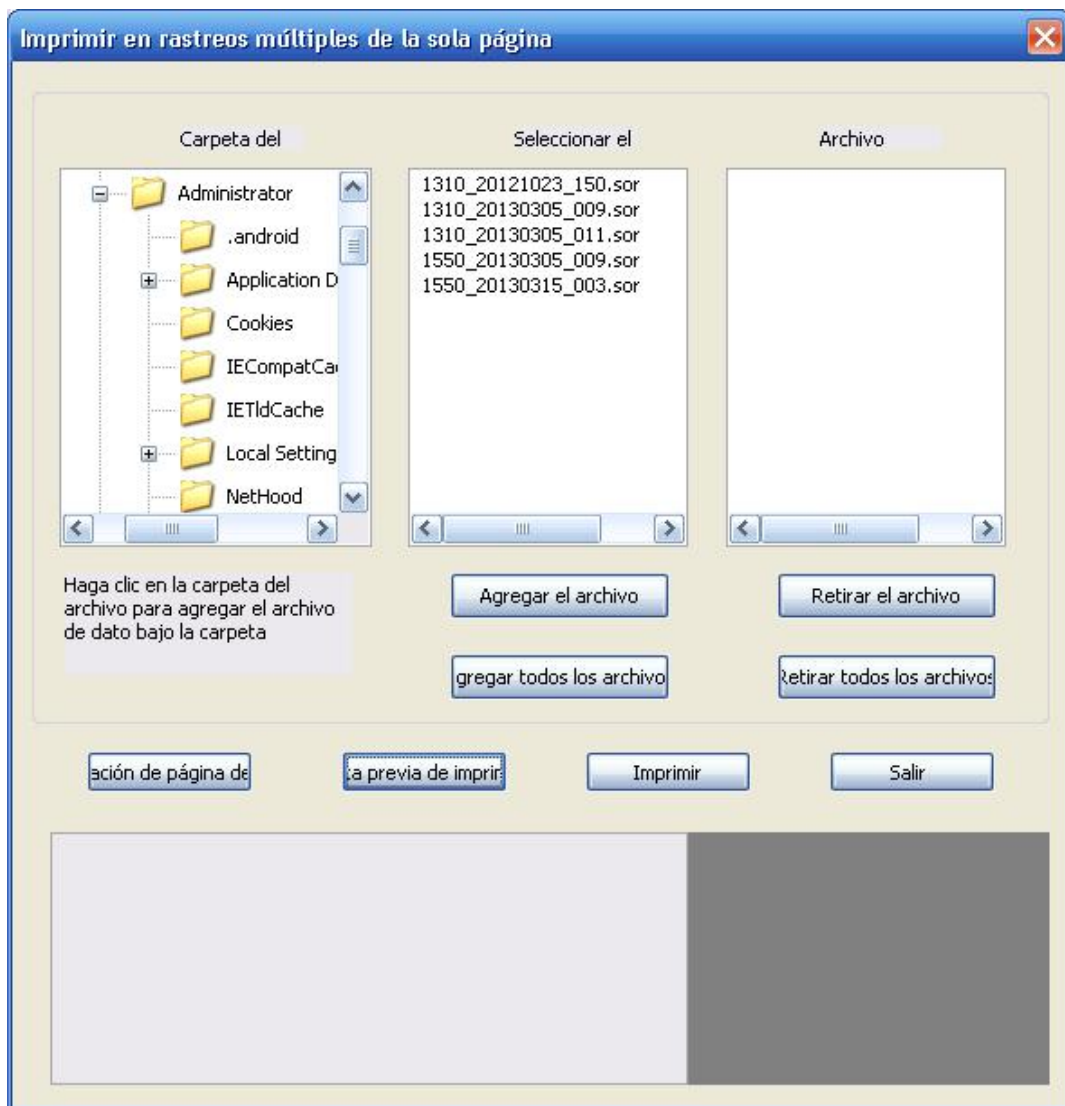 Imprimir en rastreos múltiples de la sola página
Carpeta del
Seleccionar el
Archivo
Administrator
.android
Application D
Cookies
IECompatCa
IETldCache
Local Setting
NetHood
1310_20121023_150.sor
1310_20130305_009.sor
1310_20130305_011.sor
1550_20130305_009.sor
1550_20130315_003.sor
Haga clic en la carpeta del
archivo para agregar el archivo
de dato bajo la carpeta
Agregar el archivo
Retirar el archivo
gregar todos los archivo
Retirar todos los archivos
ación de página de
ta previa de imprir
Imprimir
Salir